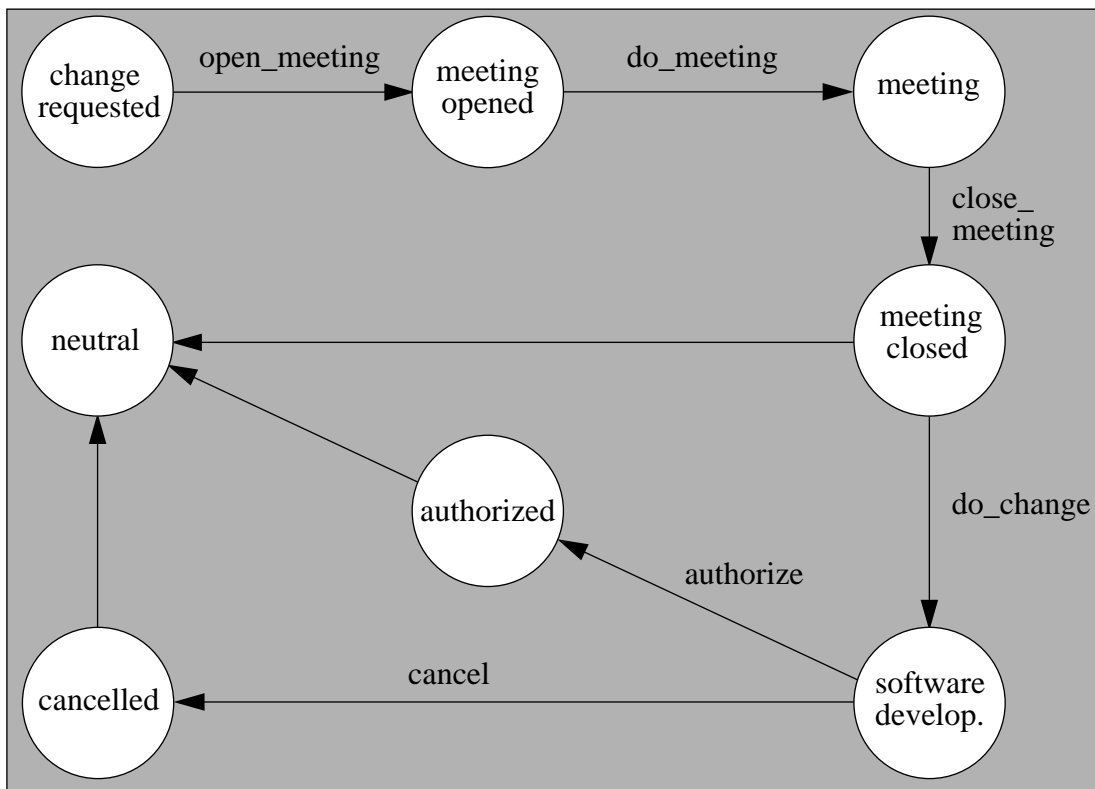 change
requested
open_meeting
meeting
opened
do_meeting
meeting
close_
meeting
neutral
meeting
closed
authorized
do_change
authorize
cancelled
cancel
software
develop.